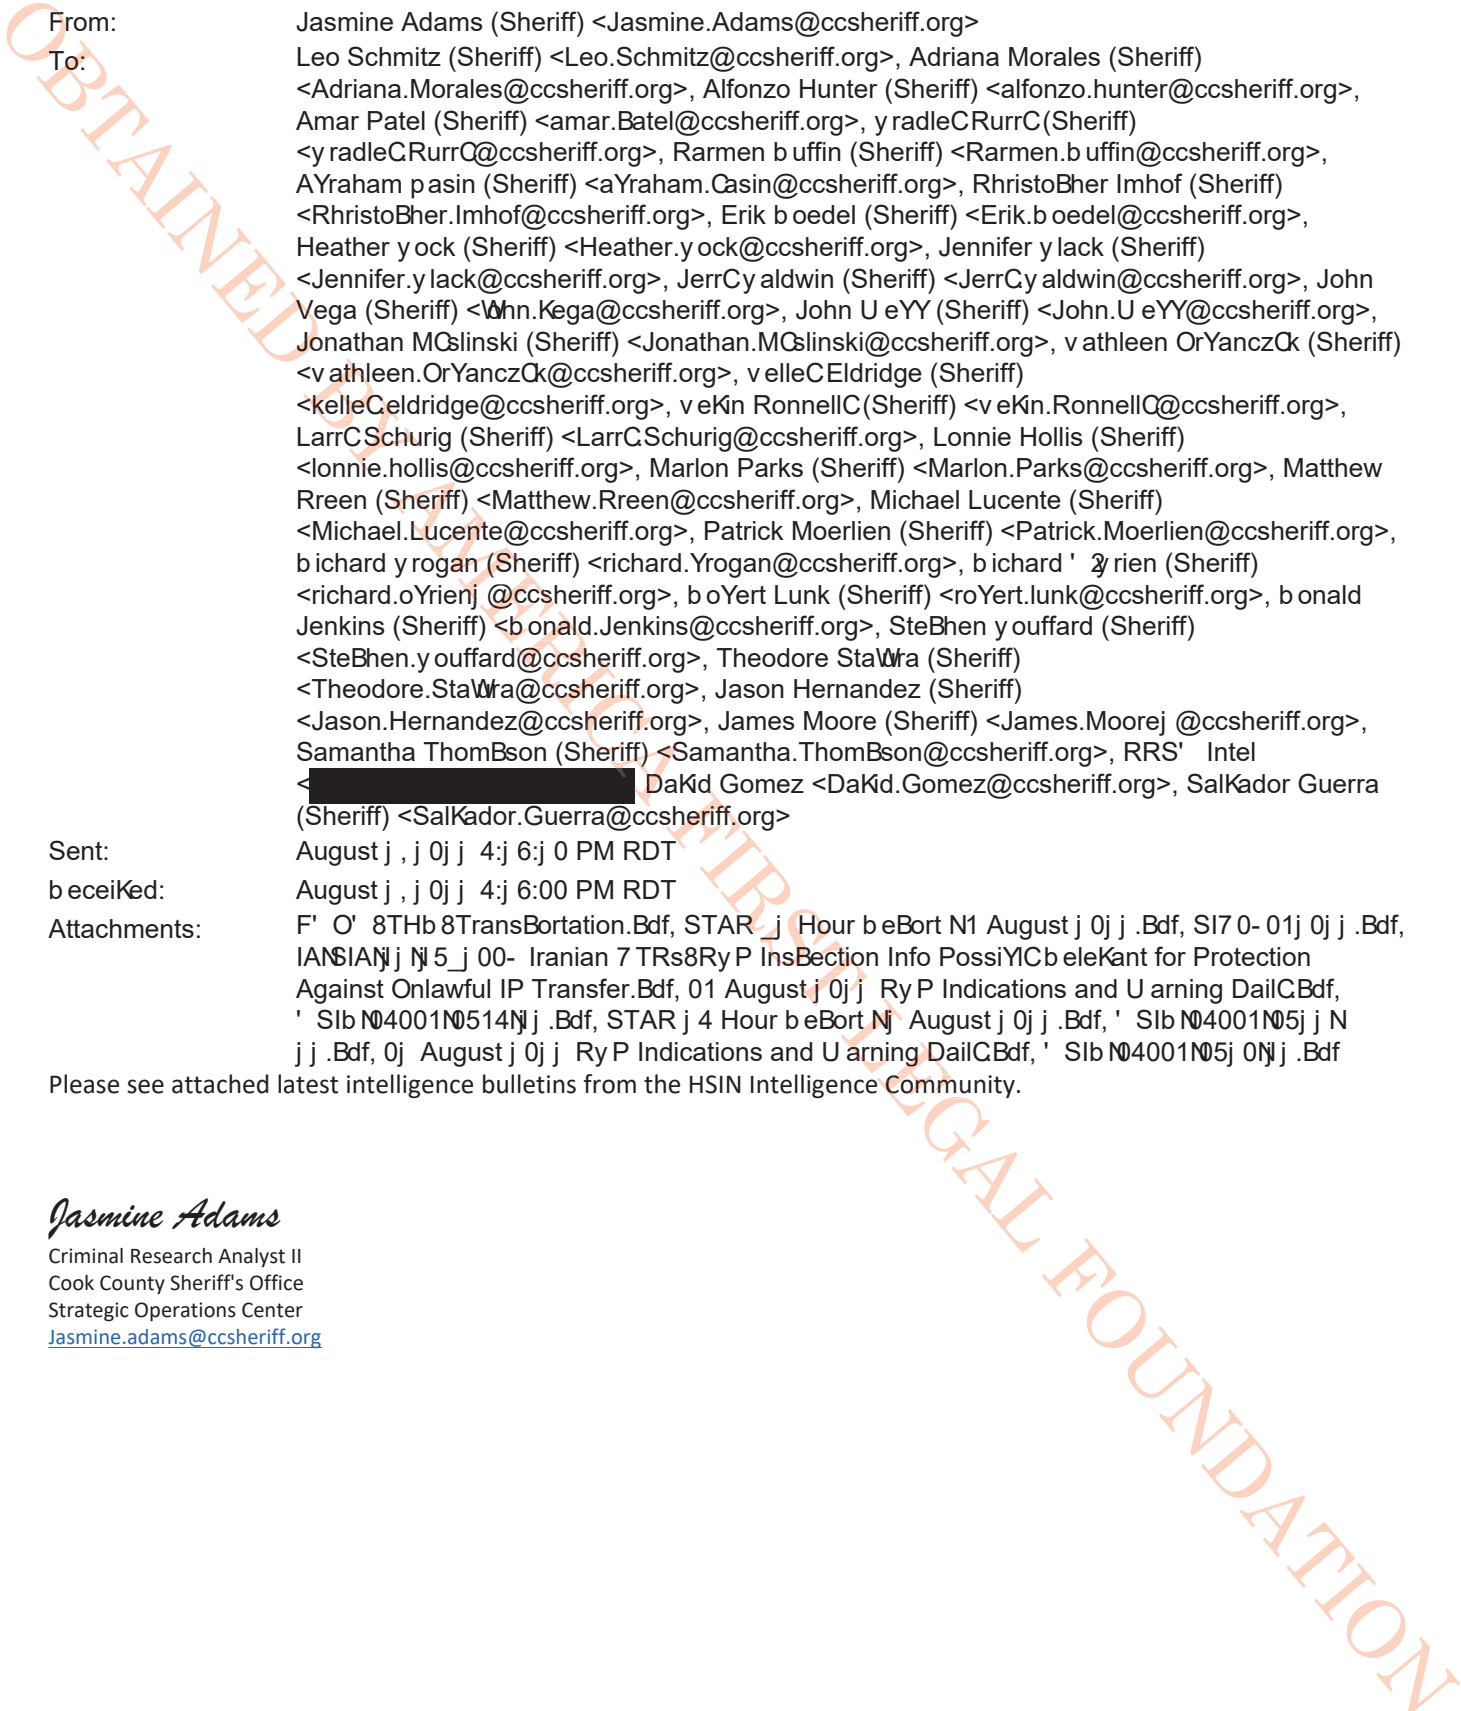 From: Jasmine Adams (Sheriff) <Jasmine.Adams@ccsheriff.org>
To: Leo Schmitz (Sheriff) <Leo.Schmitz@ccsheriff.org>, Adriana Morales (Sheriff)
<Adriana.Morales@ccsheriff.org>, Alfonzo Hunter (Sheriff) <alfonzo.hunter@ccsheriff.org>,
Amar Patel (Sheriff) <amar.Batel@ccsheriff.org>, y radleC RurrC (Sheriff)
<y radleC.RurrC@ccsheriff.org>, Rarmen b uffin (Sheriff) <Rarmen.b uffin@ccsheriff.org>,
AYraham p asin (Sheriff) <aYraham.Casin@ccsheriff.org>, RhristoBher Imhof (Sheriff)
<RhristoBher.Imhof@ccsheriff.org>, Erik b oedel (Sheriff) <Erik.b oedel@ccsheriff.org>,
Heather y ock (Sheriff) <Heather.y ock@ccsheriff.org>, Jennifer y lack (Sheriff)
<Jennifer.y lack@ccsheriff.org>, JerrC y aldwin (Sheriff) <JerrC.y aldwin@ccsheriff.org>, John
Vega (Sheriff) <Wohn.Kega@ccsheriff.org>, John U eYY (Sheriff) <John.U eYY@ccsheriff.org>,
Jonathan MCslinski (Sheriff) <Jonathan.MCslinski@ccsheriff.org>, v athleen OrYanczCk (Sheriff)
<v athleen.OrYanczCk@ccsheriff.org>, v elleC Eldridge (Sheriff)
<kelleC.eldridge@ccsheriff.org>, v eKin RonnellC (Sheriff) <v eKin.RonnellC@ccsheriff.org>,
LarrC Schurig (Sheriff) <LarrC.Schurig@ccsheriff.org>, Lonnie Hollis (Sheriff)
<lonnie.hollis@ccsheriff.org>, Marlon Parks (Sheriff) <Marlon.Parks@ccsheriff.org>, Matthew
Rreen (Sheriff) <Matthew.Rreen@ccsheriff.org>, Michael Lucente (Sheriff)
<Michael.Lucente@ccsheriff.org>, Patrick Moerlien (Sheriff) <Patrick.Moerlien@ccsheriff.org>,
b ichard y rogan (Sheriff) <richard.Yrogan@ccsheriff.org>, b ichard ' 2y rien (Sheriff)
<richard.oYrienj @ccsheriff.org>, b oYert Lunk (Sheriff) <roYert.lunk@ccsheriff.org>, b onald
Jenkins (Sheriff) <b onald.Jenkins@ccsheriff.org>, SteBhen y ouffard (Sheriff)
<SteBhen.y ouffard@ccsheriff.org>, Theodore StaWura (Sheriff)
<Theodore.StaWura@ccsheriff.org>, Jason Hernandez (Sheriff)
<Jason.Hernandez@ccsheriff.org>, James Moore (Sheriff) <James.Moorej @ccsheriff.org>,
Samantha ThomBson (Sheriff) <Samantha.ThomBson@ccsheriff.org>, RRS' Intel
< DaKid Gomez <DaKid.Gomez@ccsheriff.org>, SalKador Guerra
(Sheriff) <SalKador.Guerra@ccsheriff.org>
Sent: August j , j 0j j 4:j 6:j 0 PM RDT
b eceiKed: August j , j 0j j 4:j 6:00 PM RDT
Attachments: F' O' 8THb 8TransBortation.Bdf, STAR _j Hour b eBort N1 August j 0j j .Bdf, SI7 0- 01j 0j j .Bdf,
IANSIANj j Nj 5_j 00- Iranian 7 TRs8Ry P InsBection Info PossiYlC b eleKant for Protection
Against Onlawful IP Transfer.Bdf, 01 August j 0j j Ry P Indications and U arning DailC.Bdf,
' SIb N04001N0514Nj j .Bdf, STAR j 4 Hour b eBort Nj August j 0j j .Bdf, ' SIb N04001N05j j N
j j .Bdf, 0j August j 0j j Ry P Indications and U arning DailC.Bdf, ' SIb N04001N05j 0Nj j .Bdf
Please see attached latest intelligence bulletins from the HSIN Intelligence Community.
Jasmine Adams
Criminal Research Analyst II
Cook County Sheriff's Office
Strategic Operations Center
Jasmine.adams@ccsheriff.org
OBTAINED BY AMERICA FIRST LEGAL FOUNDATION